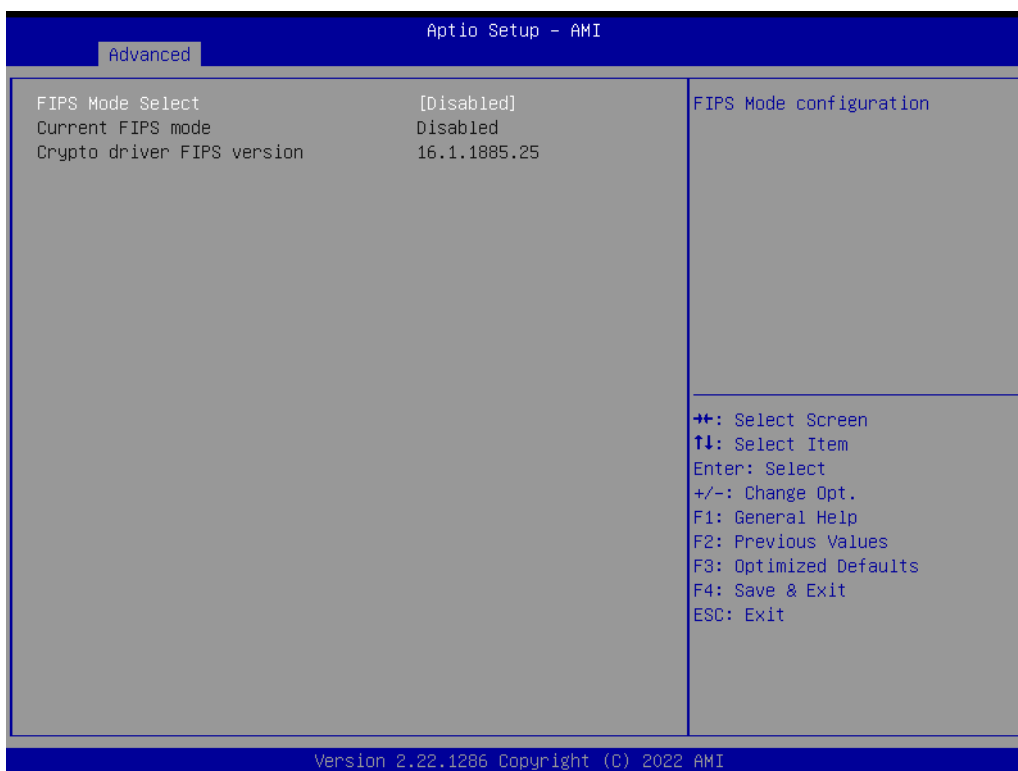 Aptio Setup – AMI
Advanced
FIPS Mode Select [Disabled]
Current FIPS mode Disabled
Crypto driver FIPS version 16.1.1885.25
FIPS Mode configuration
→←: Select Screen
↑↓: Select Item
Enter: Select
+/-: Change Opt.
F1: General Help
F2: Previous Values
F3: Optimized Defaults
F4: Save & Exit
ESC: Exit
Version 2.22.1286 Copyright (C) 2022 AMI